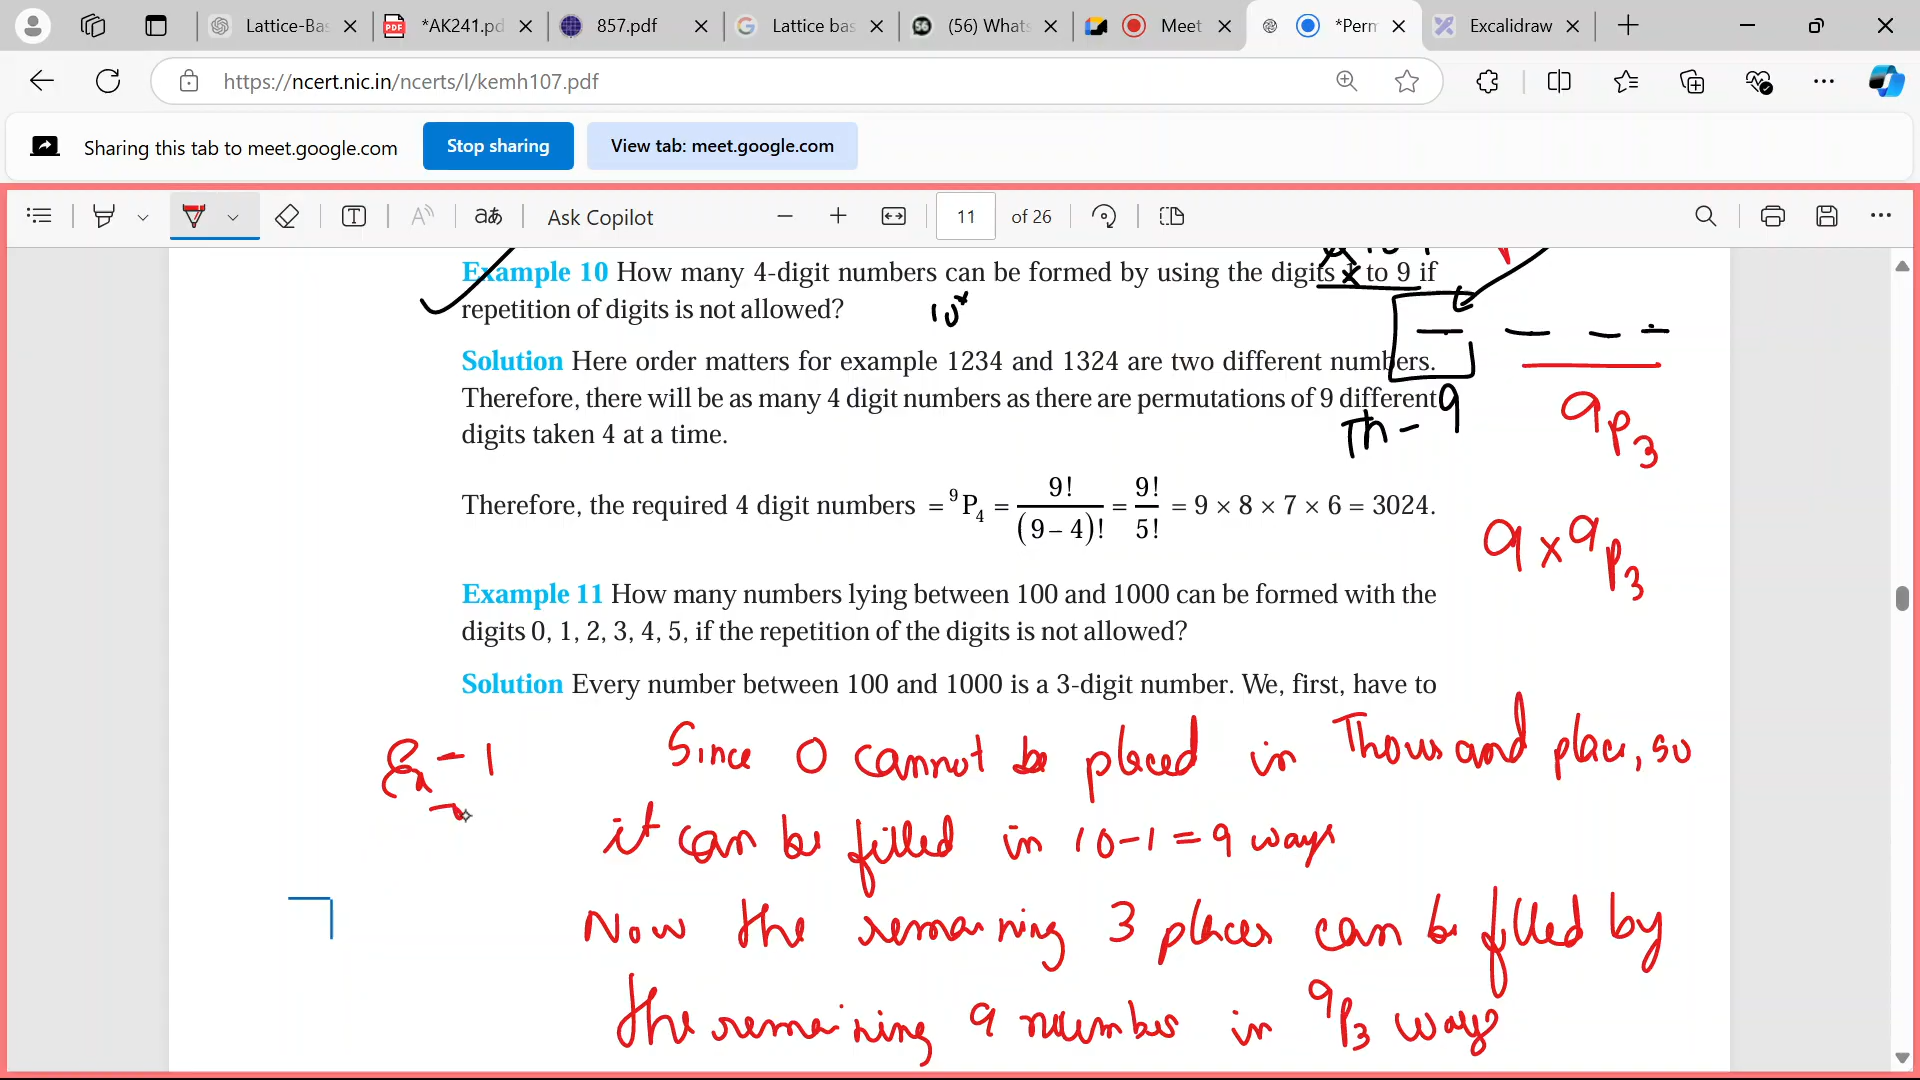 Lattice-Bas
*AK241.pd
857.pdf
Lattice bas
(56) Whats
Meet
*Perm
Excalidraw
https://ncert.nic.in/ncerts/l/kemh107.pdf
Sharing this tab to meet.google.com
Stop sharing
View tab: meet.google.com
Ask Copilot
11 of 26
Example 10 How many 4-digit numbers can be formed by using the digits 1 to 9 if
repetition of digits is not allowed?
Solution Here order matters for example 1234 and 1324 are two different numbers.
Therefore, there will be as many 4 digit numbers as there are permutations of 9 different
digits taken 4 at a time.
Th - 9
9P3
Therefore, the required 4 digit numbers = ⁹P₄ = 9!/(9 – 4)! = 9!/5! = 9 × 8 × 7 × 6 = 3024.
9 × 9P3
Example 11 How many numbers lying between 100 and 1000 can be formed with the
digits 0, 1, 2, 3, 4, 5, if the repetition of the digits is not allowed?
Solution Every number between 100 and 1000 is a 3-digit number. We, first, have to
Ex - 1
Since 0 cannot be placed in Thousand place, so
it can be filled in 10-1 = 9 ways
Now the remaining 3 places can be filled by
the remaining 9 number in 9P3 ways